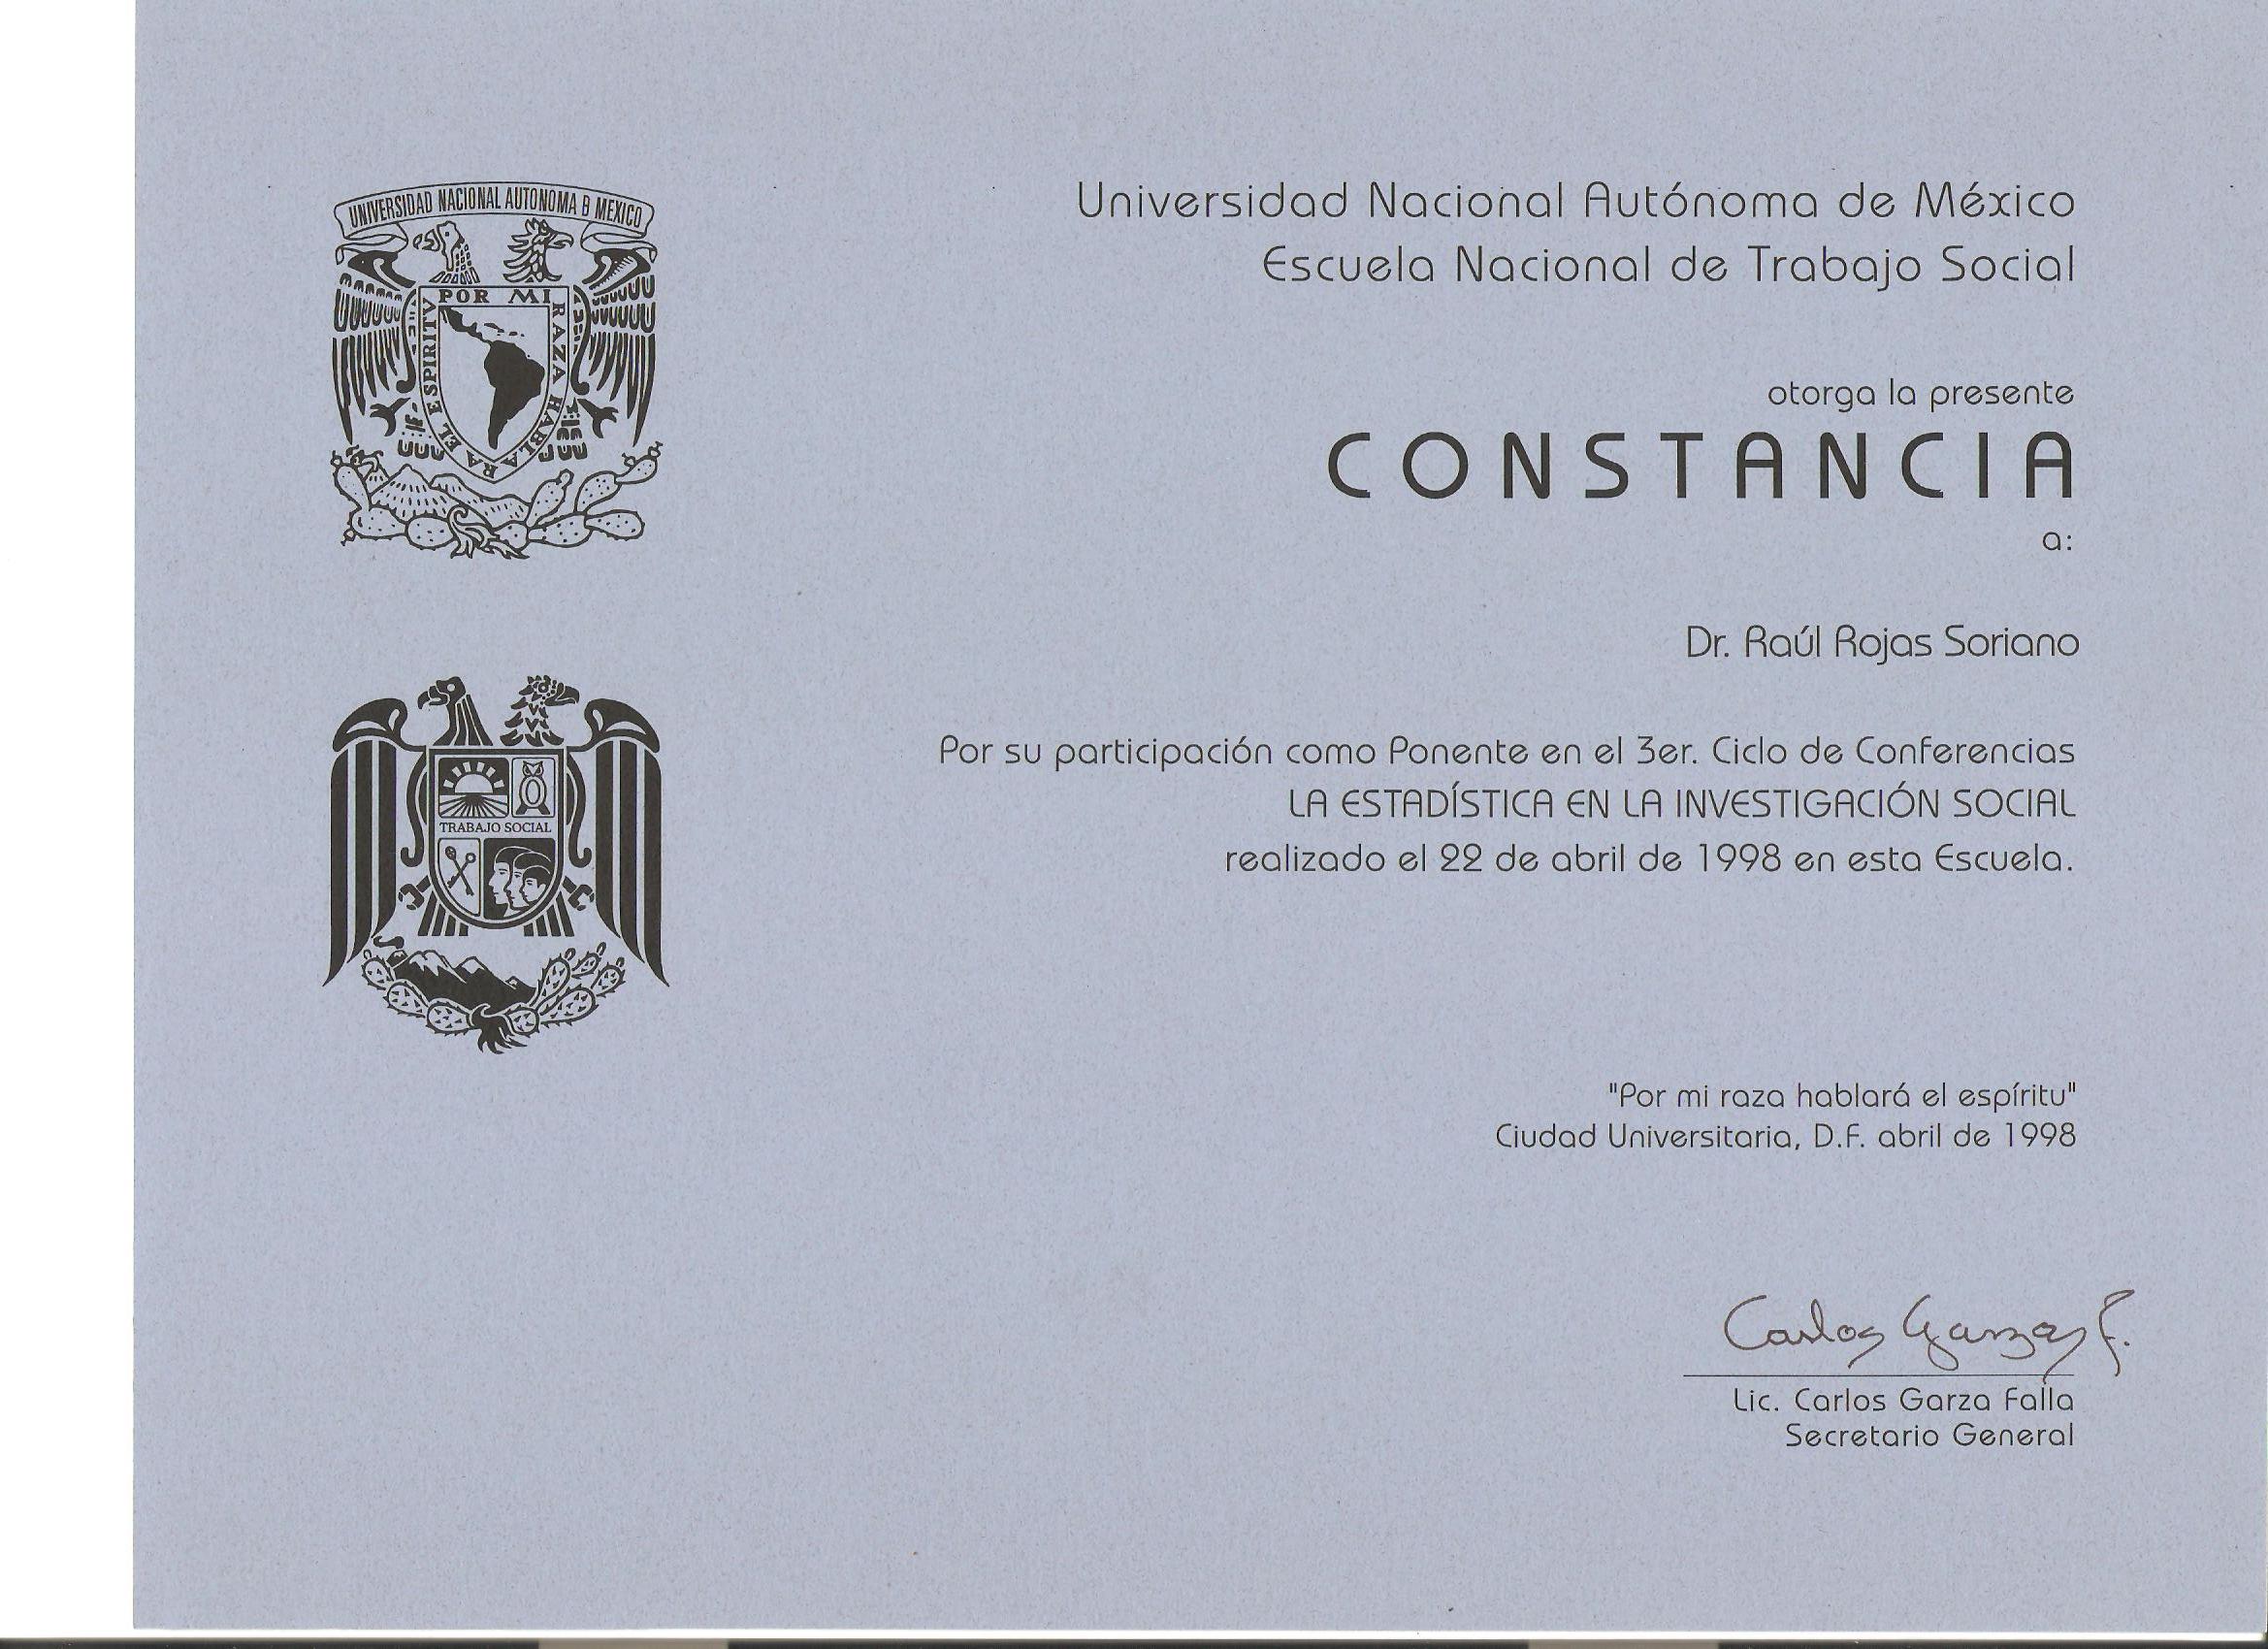 UNIVERSIDAD NACIONAL AUTONOMA D MEXICO
POR MI RAZA HABLARA EL ESPIRITV
TRABAJO SOCIAL
Universidad Nacional Autónoma de México
Escuela Nacional de Trabajo Social
otorga la presente
CONSTANCIA
a:
Dr. Raúl Rojas Soriano
Por su participación como Ponente en el 3er. Ciclo de Conferencias
LA ESTADÍSTICA EN LA INVESTIGACIÓN SOCIAL
realizado el 22 de abril de 1998 en esta Escuela.
"Por mi raza hablará el espíritu"
Ciudad Universitaria, D.F. abril de 1998
Carlos Garza F.
Lic. Carlos Garza Falla
Secretario General